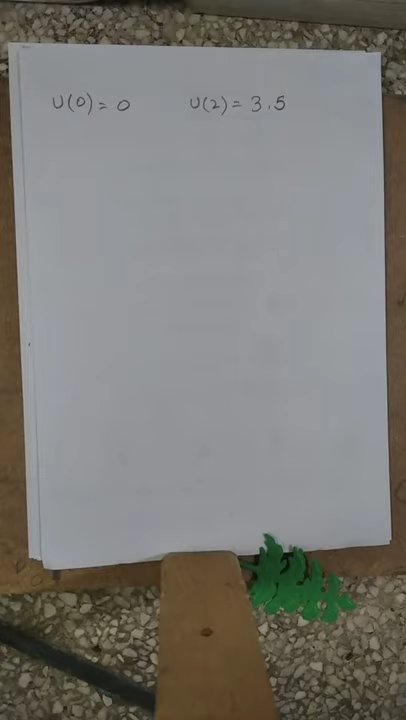 U(0) = 0 U(2) = 3.5